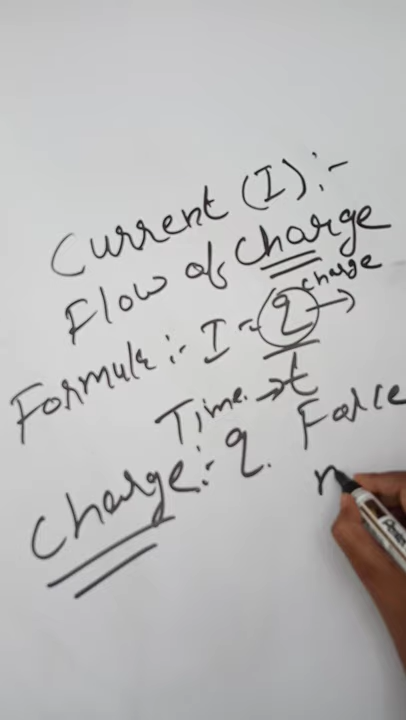 Current (I):-
Flow of Charge
Formula:- I = q/t → charge
Time → t
Charge:- q. Force